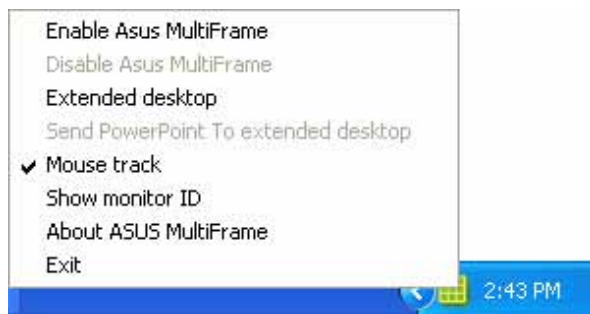 Enable Asus MultiFrame
Disable Asus MultiFrame
Extended desktop
Send PowerPoint To extended desktop
Mouse track
Show monitor ID
About ASUS MultiFrame
Exit
2:43 PM